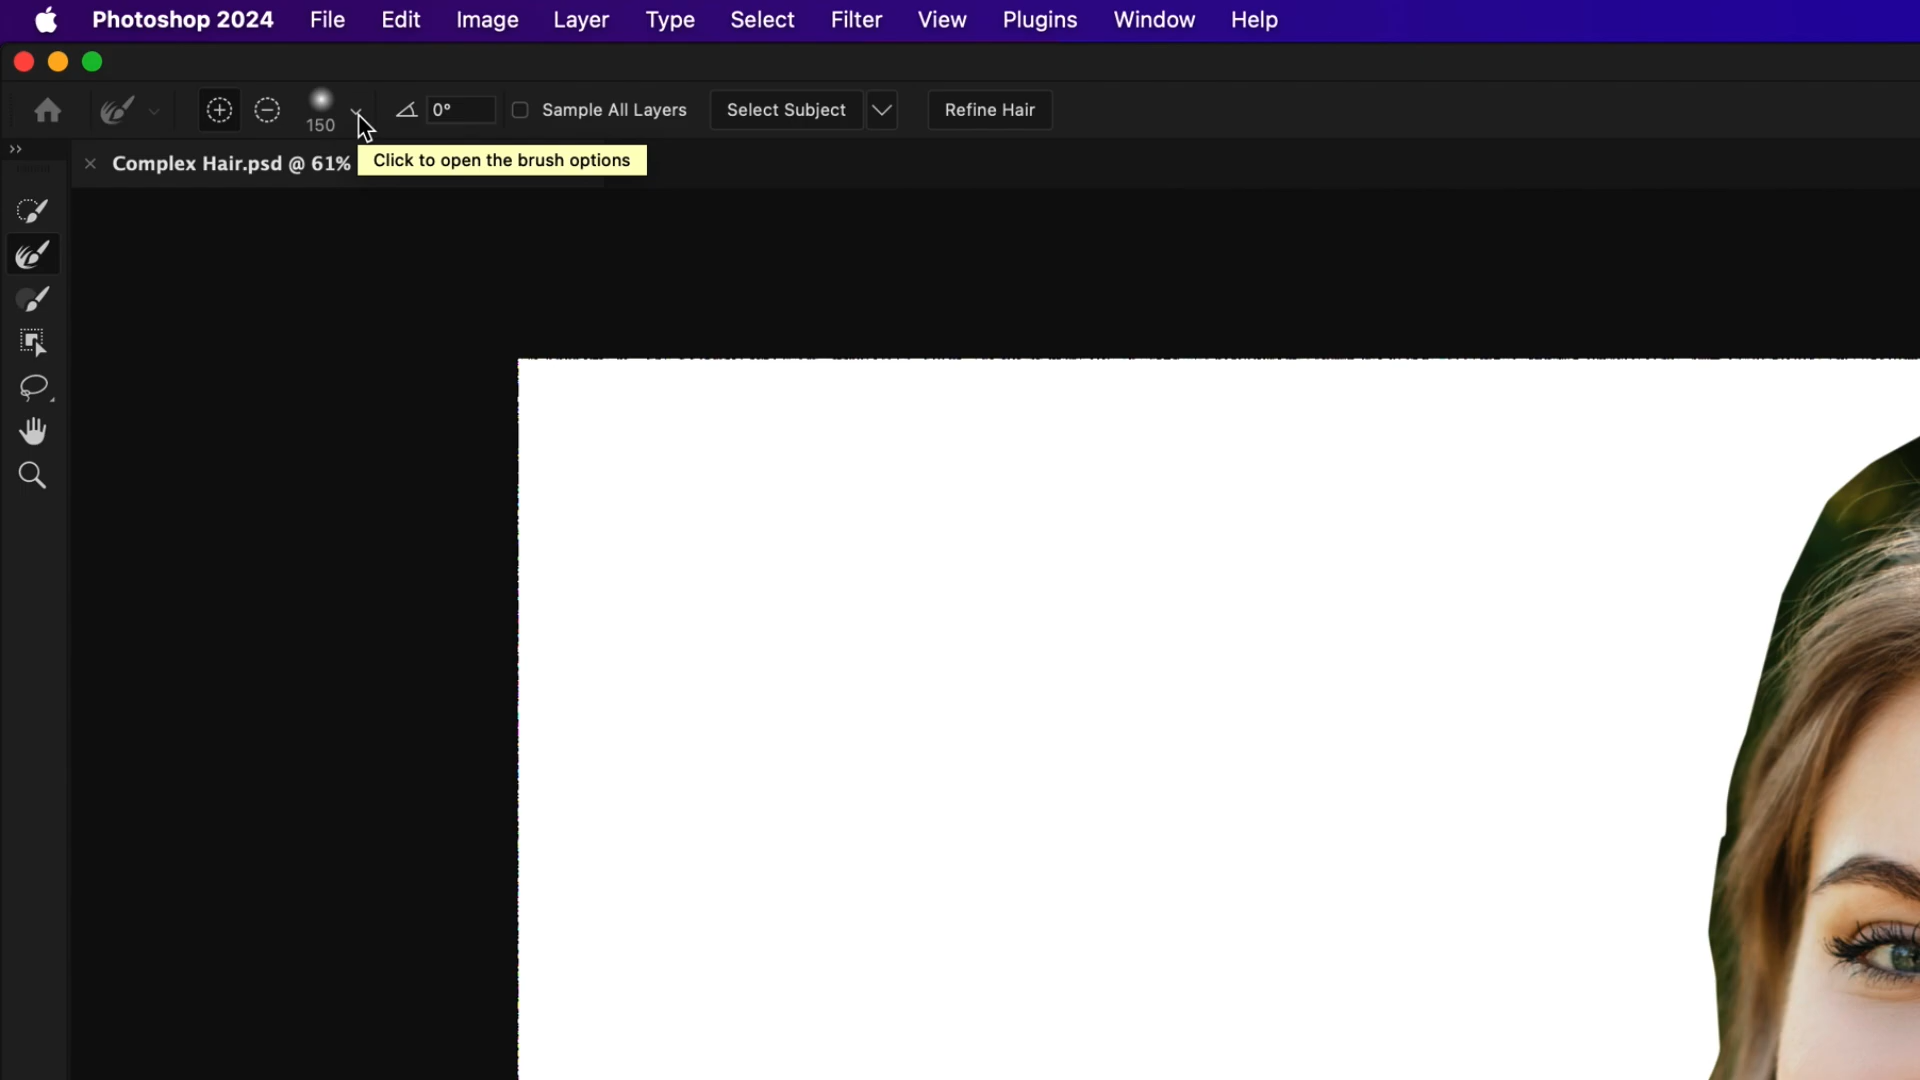 Photoshop 2024 File Edit Image Layer Type Select Filter View Plugins Window Help
150 0° Sample All Layers Select Subject Refine Hair
Complex Hair.psd @ 61%
Click to open the brush options